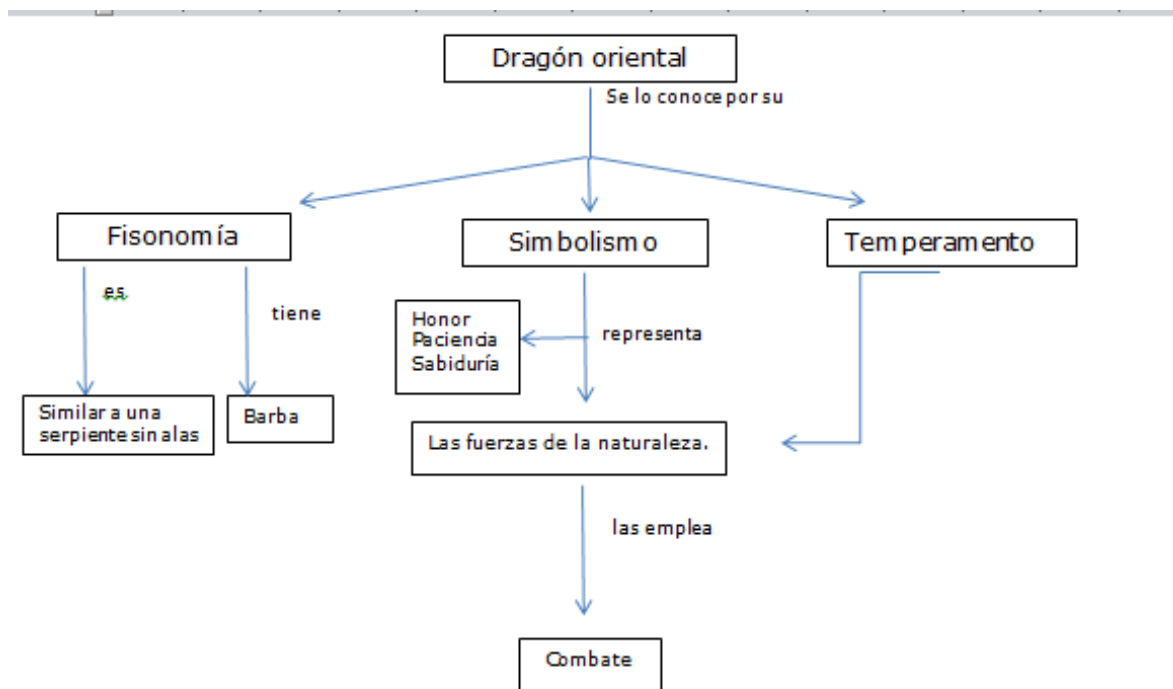 Dragón oriental
Se lo conoce por su
Fisonomía
Simbolismo
Temperamento
es
tiene
Honor
Paciencia
Sabiduría
representa
Similar a una
serpiente sin alas
Barba
Las fuerzas de la naturaleza.
las emplea
Combate